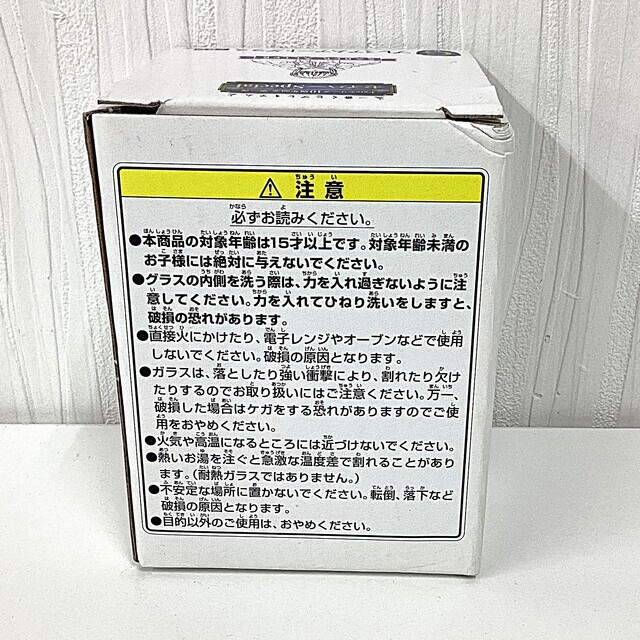 Special
⚠ 注意
必ずお読みください。
●本商品の対象年齢は15才以上です。対象年齢未満の
お子様には絶対に与えないでください。
●グラスの内側を洗う際は、力を入れ過ぎないように注
意してください。力を入れてひねり洗いをしますと、
破損の恐れがあります。
●直接火にかけたり、電子レンジやオーブンなどで使用
しないでください。破損の原因となります。
●ガラスは、落としたり強い衝撃により、割れたり欠け
たりするのでお取り扱いにはご注意ください。万一、
破損した場合はケガをする恐れがありますのでご使
用をおやめください。
●火気や高温になるところには近づけないでください。
●熱いお湯を注ぐと急激な温度差で割れることがあり
ます。(耐熱ガラスではありません。)
●不安定な場所に置かないでください。転倒、落下など
破損の原因となります。
●目的以外のご使用は、おやめください。